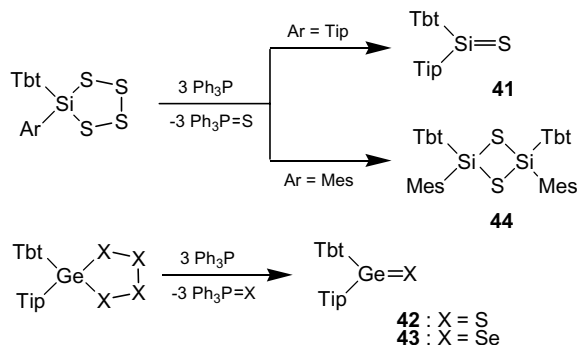 Tbt
Si
S
S
S
S
Ar
3 Ph3P
-3 Ph3P=S
Ar = Tip
Tbt
Si=S
Tip
41
Ar = Mes
Tbt
S
Tbt
Si
Si
Mes
S
Mes
44
Tbt
Ge
X
X
X
X
Tip
3 Ph3P
-3 Ph3P=X
Tbt
Ge=X
Tip
42 : X = S
43 : X = Se